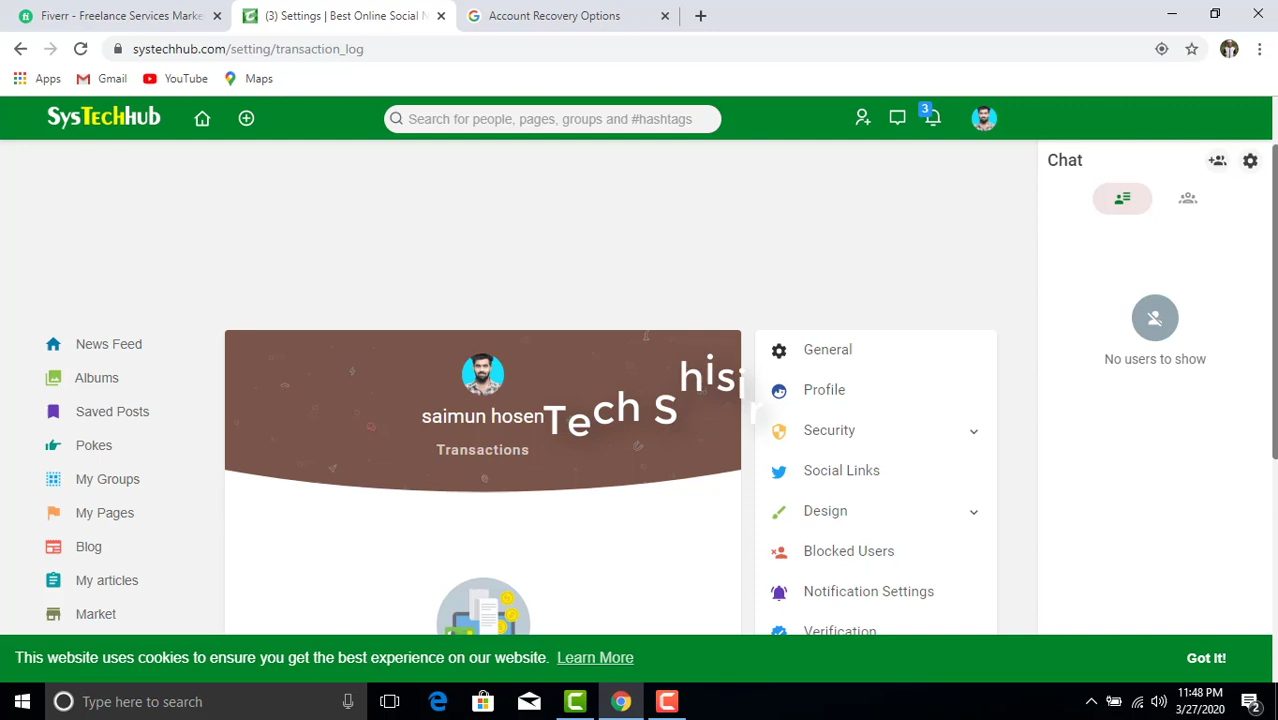 Fiverr - Freelance Services Marke
(3) Settings | Best Online Social N
Account Recovery Options
systechhub.com/setting/transaction_log
Apps Gmail YouTube Maps
SysTechhub
Search for people, pages, groups and #hashtags
3
Chat
No users to show
News Feed
Albums
Saved Posts
Pokes
My Groups
My Pages
Blog
My articles
Market
saimun hosen
Transactions
Tech Shisir
General
Profile
Security
Social Links
Design
Blocked Users
Notification Settings
Verification
This website uses cookies to ensure you get the best experience on our website. Learn More
Got It!
Type here to search
11:48 PM
3/27/2020
2